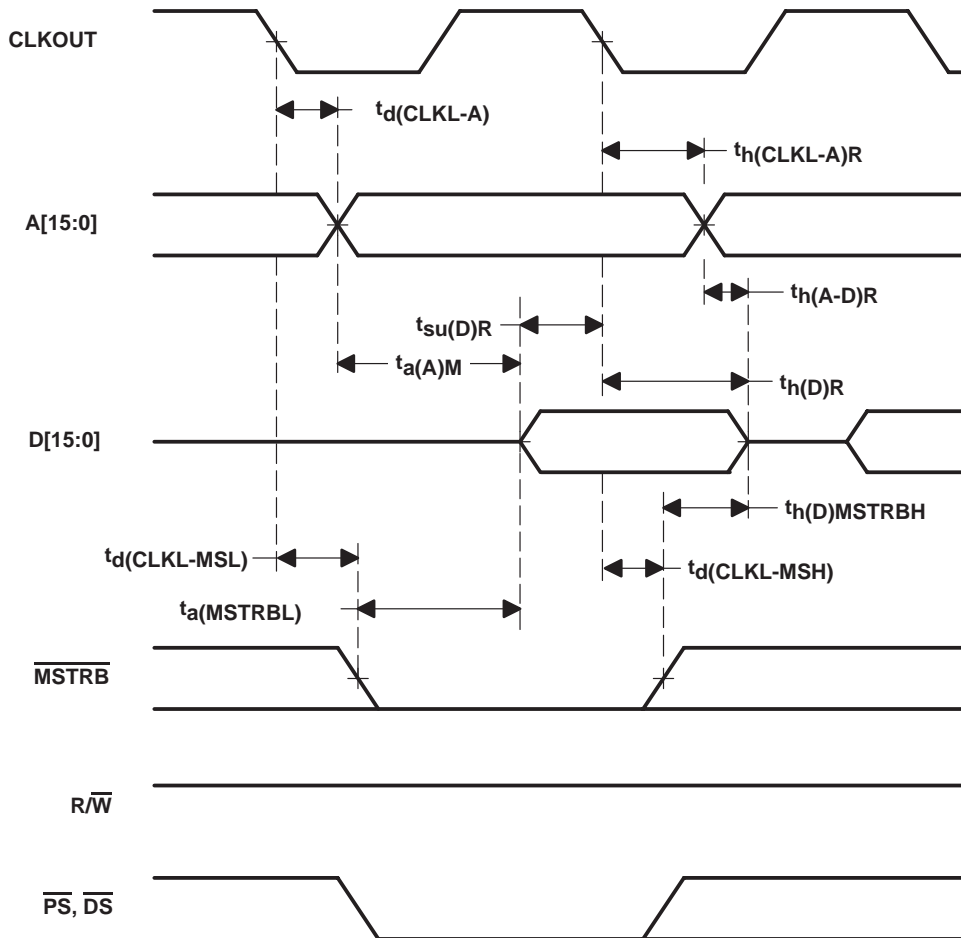 CLKOUT
td(CLKL-A)
th(CLKL-A)R
A[15:0]
th(A-D)R
tsu(D)R
ta(A)M
th(D)R
D[15:0]
th(D)MSTRBH
td(CLKL-MSL)
td(CLKL-MSH)
ta(MSTRBL)
MSTRB
R/W
PS, DS